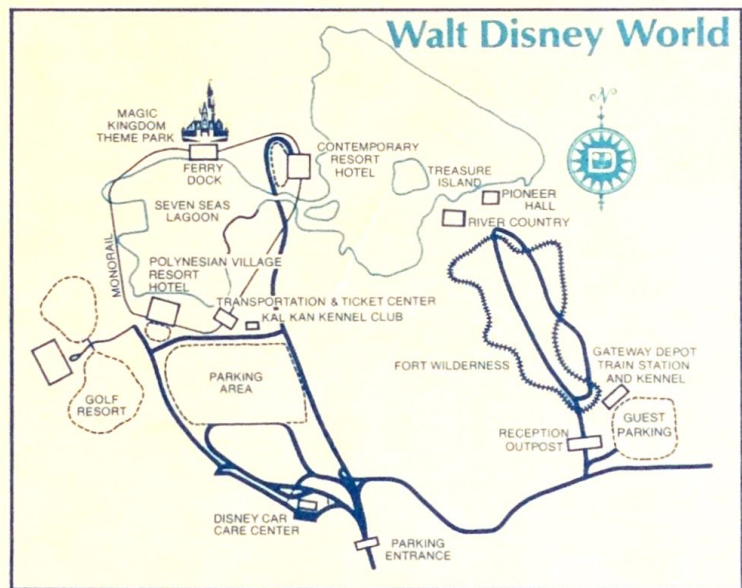 Walt Disney World
N
MAGIC
KINGDOM
THEME PARK
FERRY
DOCK
CONTEMPORARY
RESORT
HOTEL
TREASURE
ISLAND
PIONEER
HALL
RIVER COUNTRY
SEVEN SEAS
LAGOON
MONORAIL
POLYNESIAN VILLAGE
RESORT
HOTEL
TRANSPORTATION & TICKET CENTER
KAL KAN KENNEL CLUB
PARKING
AREA
GOLF
RESORT
FORT WILDERNESS
GATEWAY DEPOT
TRAIN STATION
AND KENNEL
GUEST
PARKING
RECEPTION
OUTPOST
DISNEY CAR
CARE CENTER
PARKING
ENTRANCE